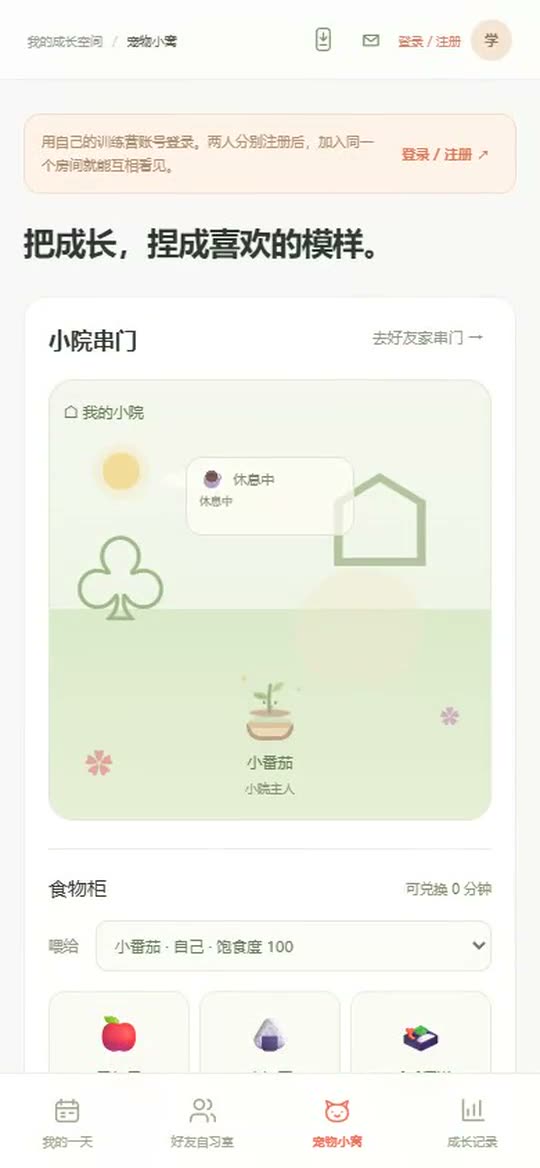 我的成长空间 / 宠物小窝
登录 / 注册
学
用自己的训练营账号登录。两人分别注册后，加入同一
个房间就能互相看见。
登录 / 注册 ↗
把成长，捏成喜欢的模样。
小院串门
去好友家串门 →
我的小院
休息中
休息中
小番茄
小院主人
食物柜
可兑换 0 分钟
喂给
小番茄 · 自己 · 饱食度 100
我的一天
好友自习室
宠物小窝
成长记录